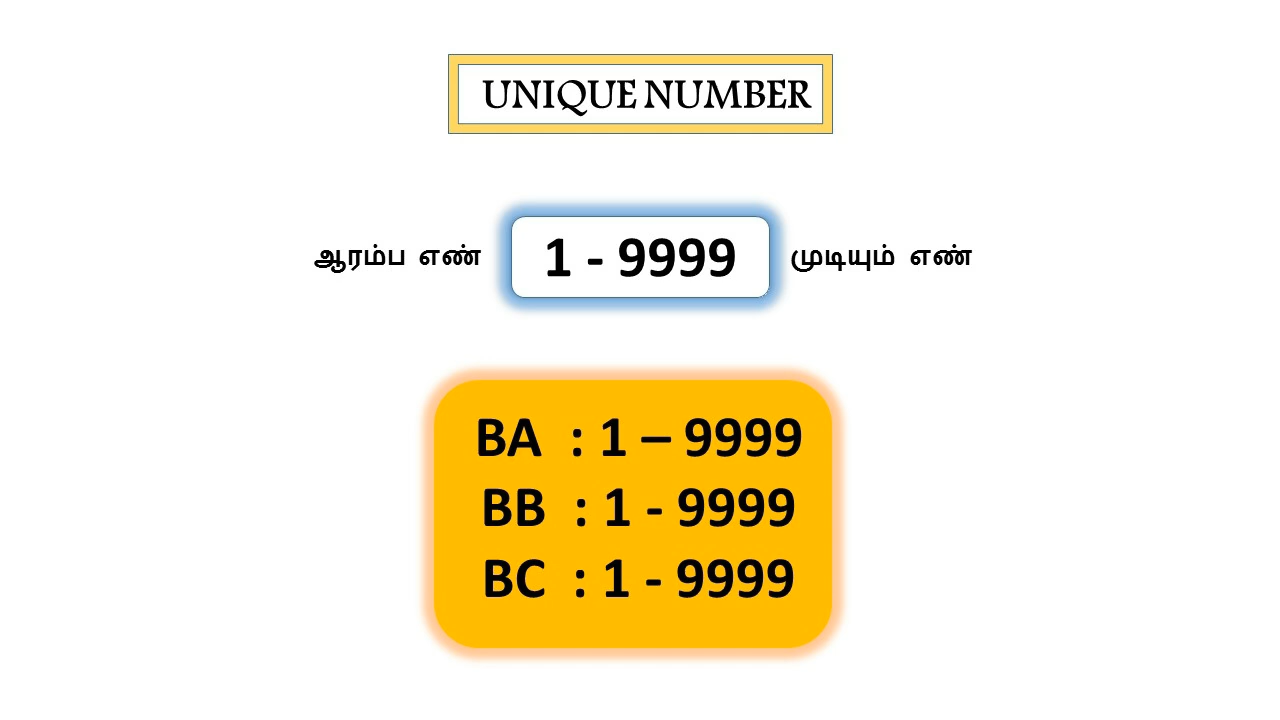 UNIQUE NUMBER
ஆரம்ப எண் 1 - 9999 முடியும் எண்
BA : 1 – 9999
BB : 1 - 9999
BC : 1 - 9999